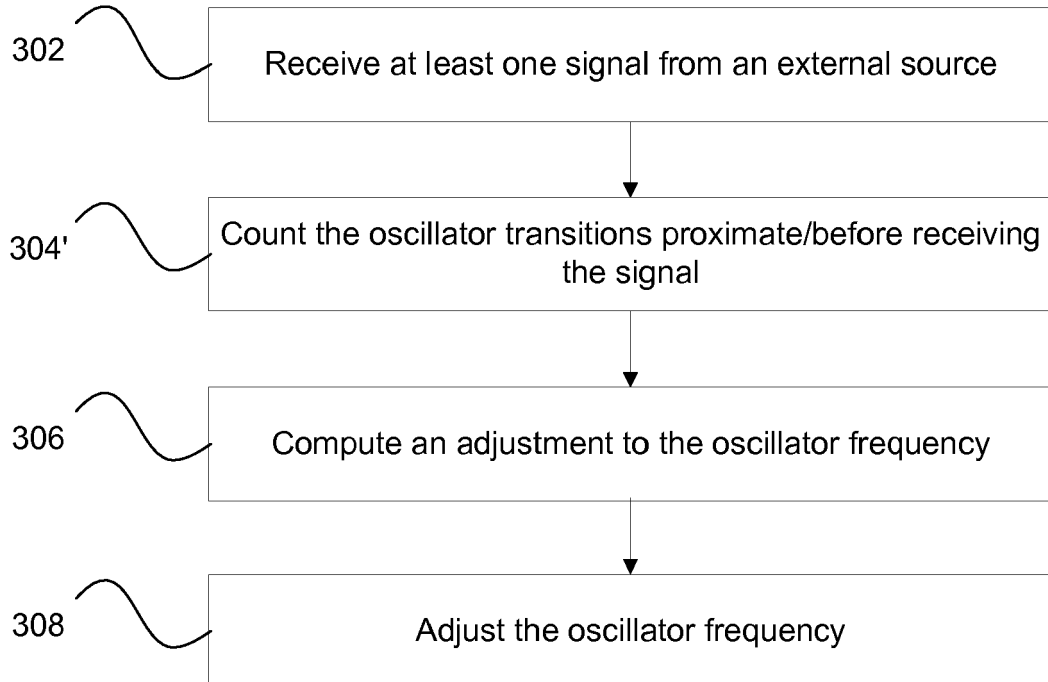 302
Receive at least one signal from an external source
304'
Count the oscillator transitions proximate/before receiving
the signal
306
Compute an adjustment to the oscillator frequency
308
Adjust the oscillator frequency